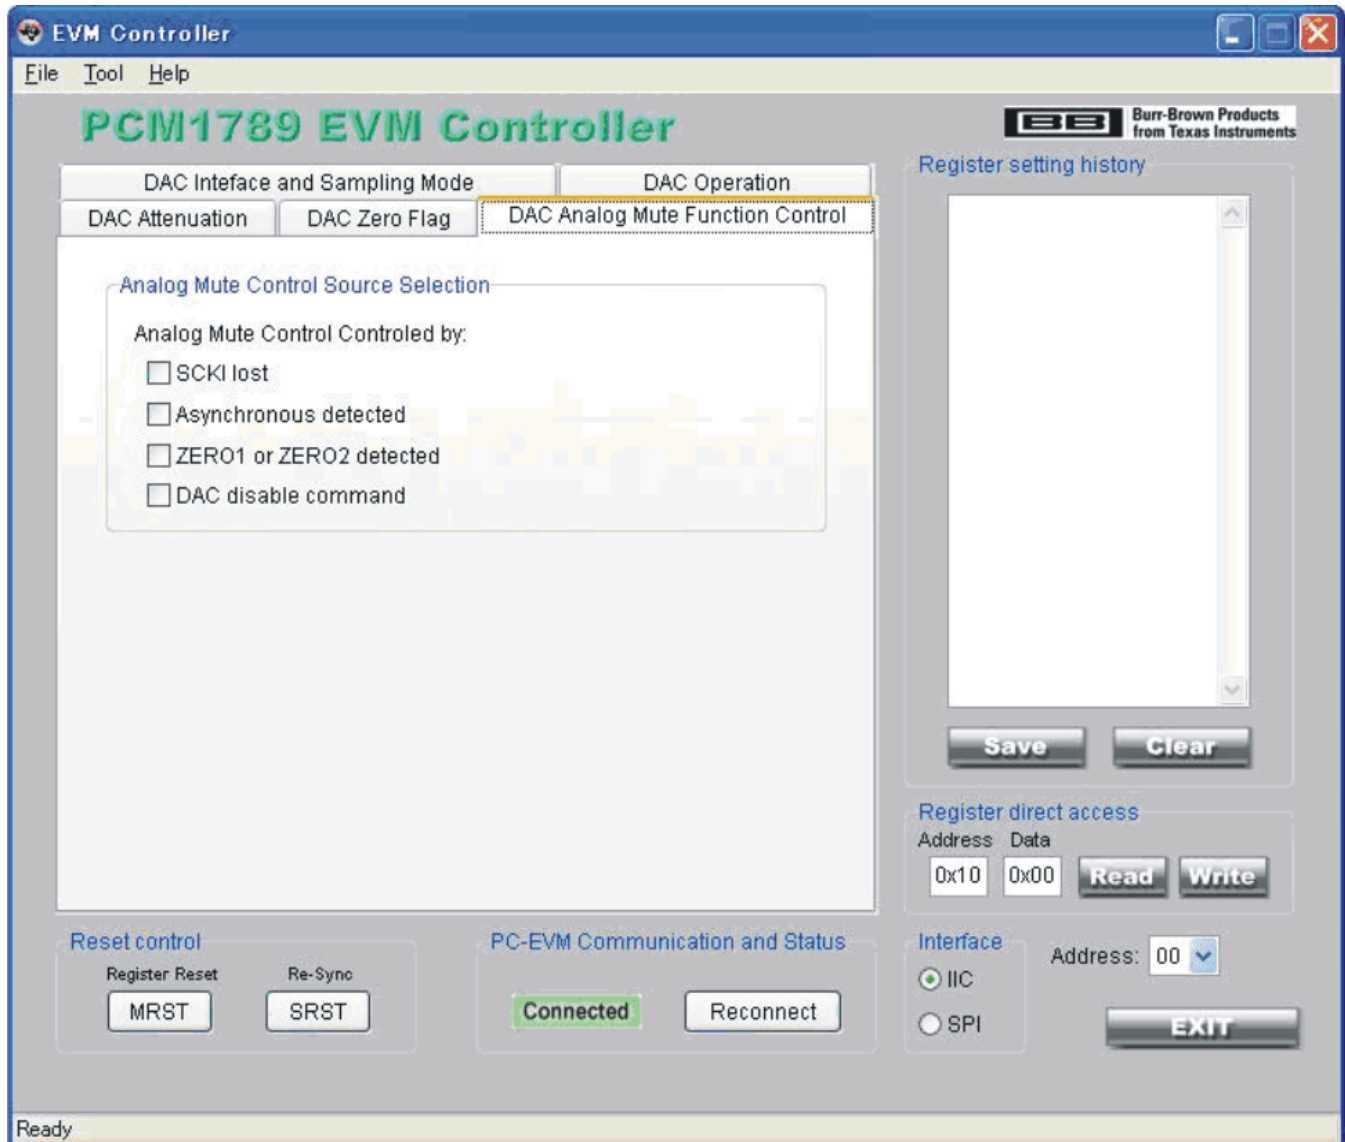 EVM Controller
File Tool Help
PCM1789 EVM Controller
BB Burr-Brown Products
from Texas Instruments
DAC Inteface and Sampling Mode
DAC Operation
DAC Attenuation
DAC Zero Flag
DAC Analog Mute Function Control
Analog Mute Control Source Selection
Analog Mute Control Controled by:
SCKI lost
Asynchronous detected
ZERO1 or ZERO2 detected
DAC disable command
Register setting history
Save
Clear
Register direct access
Address Data
0x10 0x00 Read Write
Reset control
Register Reset
Re-Sync
MRST
SRST
PC-EVM Communication and Status
Connected
Reconnect
Interface
IIC
SPI
Address: 00
EXIT
Ready